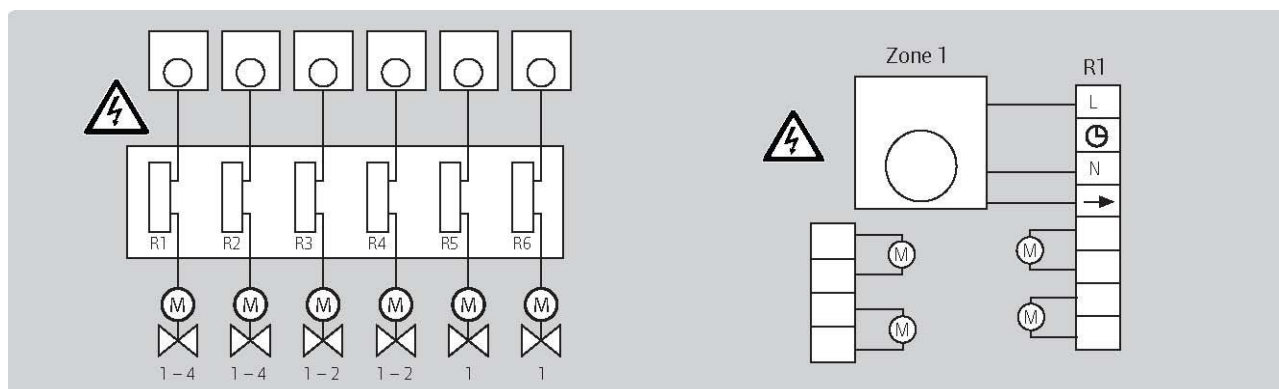 Zone 1
R1
L
N
R1 R2 R3 R4 R5 R6
M M M M M M
M M
M M
1 – 4 1 – 4 1 – 2 1 – 2 1 1